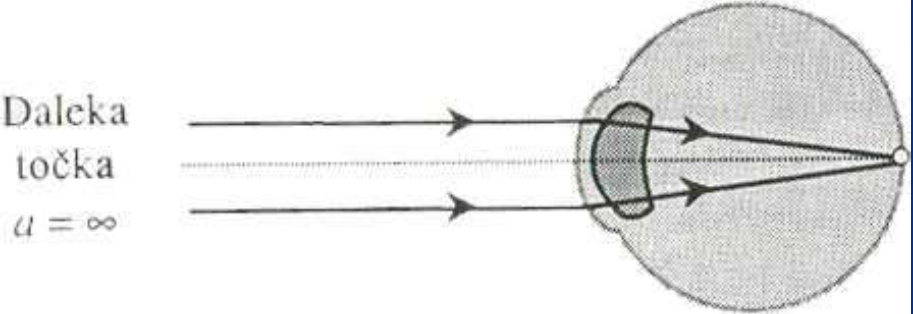 Daleka
točka
a = ∞